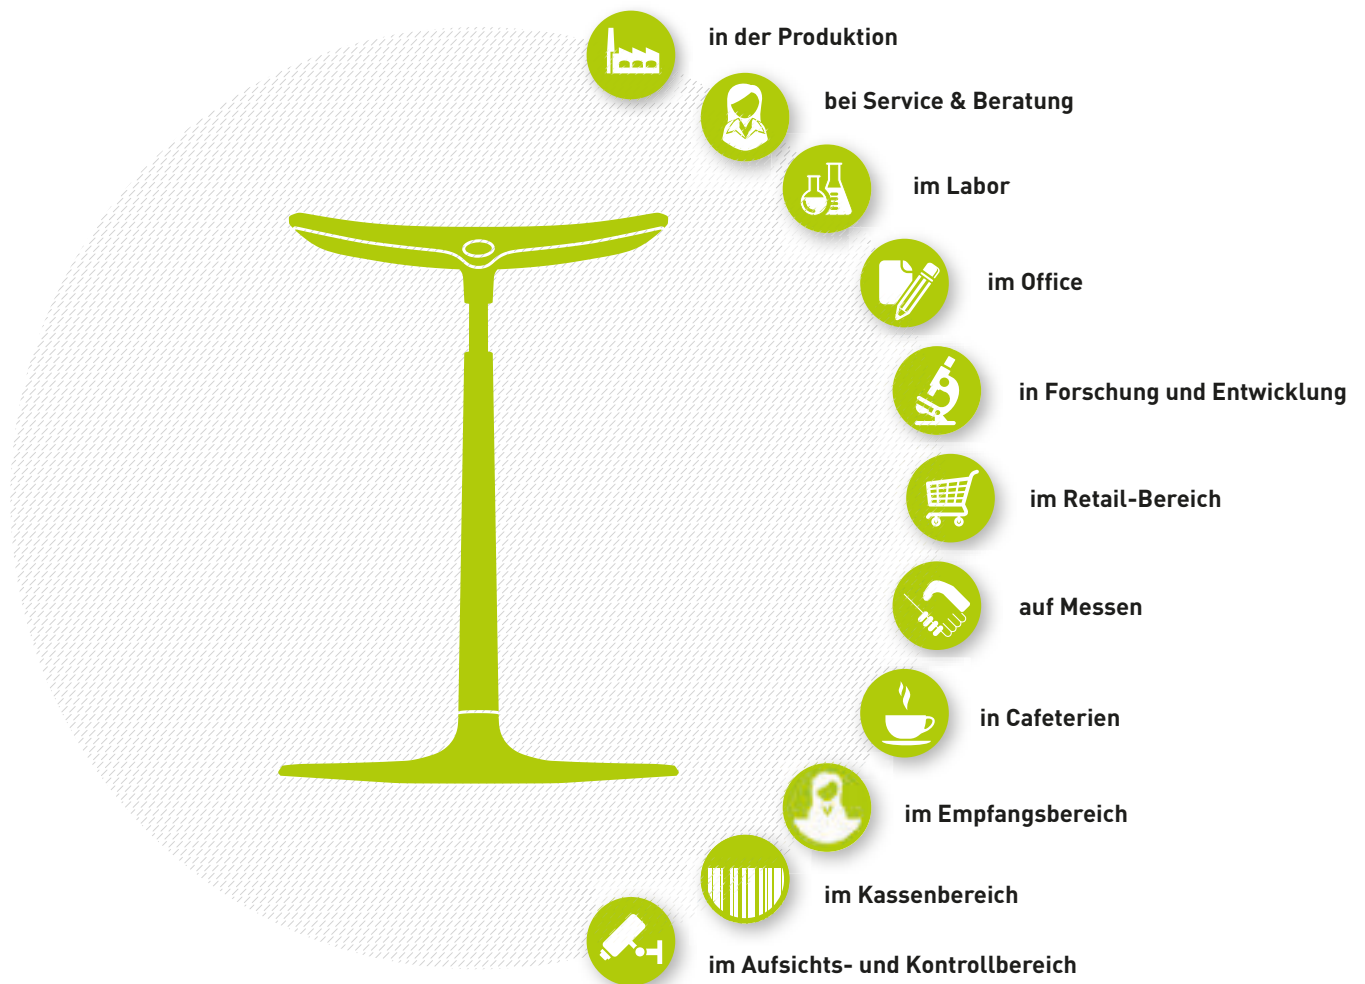 in der Produktion
bei Service & Beratung
im Labor
im Office
in Forschung und Entwicklung
im Retail-Bereich
auf Messen
in Cafeterien
im Empfangsbereich
im Kassenbereich
im Aufsichts- und Kontrollbereich